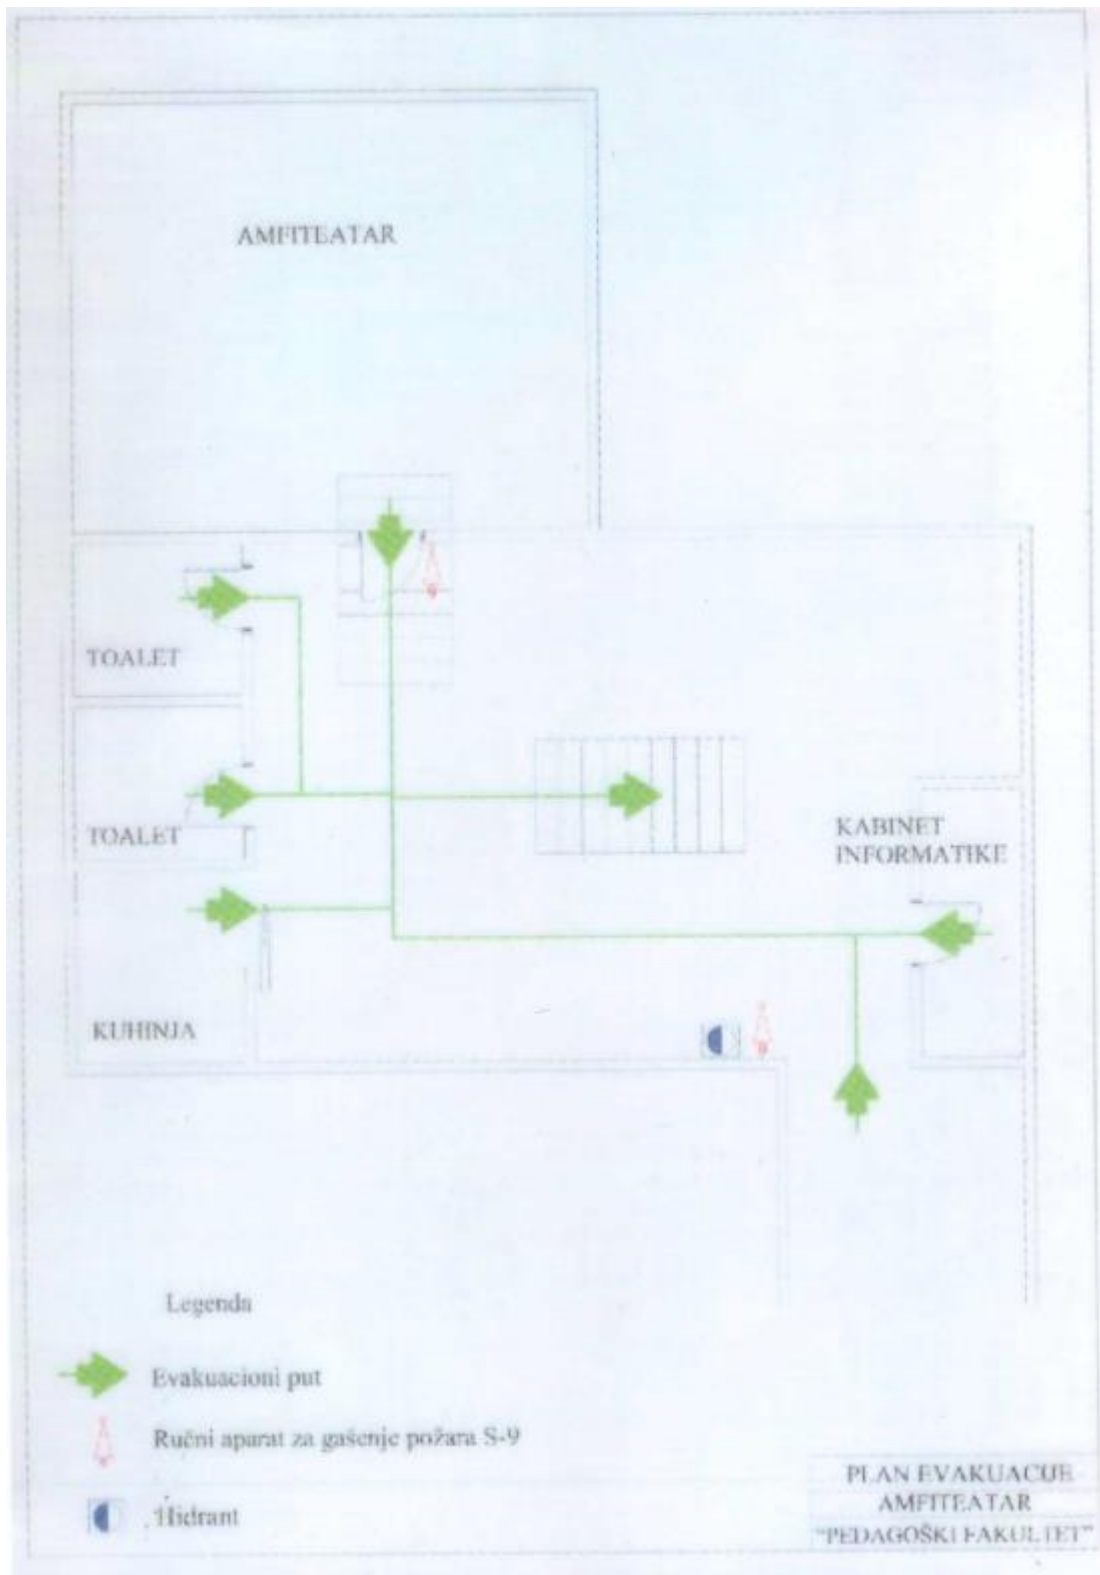 AMFITEATAR
TOALET
TOALET
KABINET
INFORMATIKE
KUHINJA
Legenda
Evakuacioni put
Ručni aparat za gašenje požara S-9
Hidrant
PLAN EVAKUACIJE
AMFITEATAR
"PEDAGOŠKI FAKULTET"